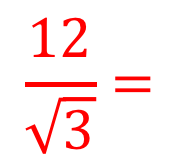 12
√3 =